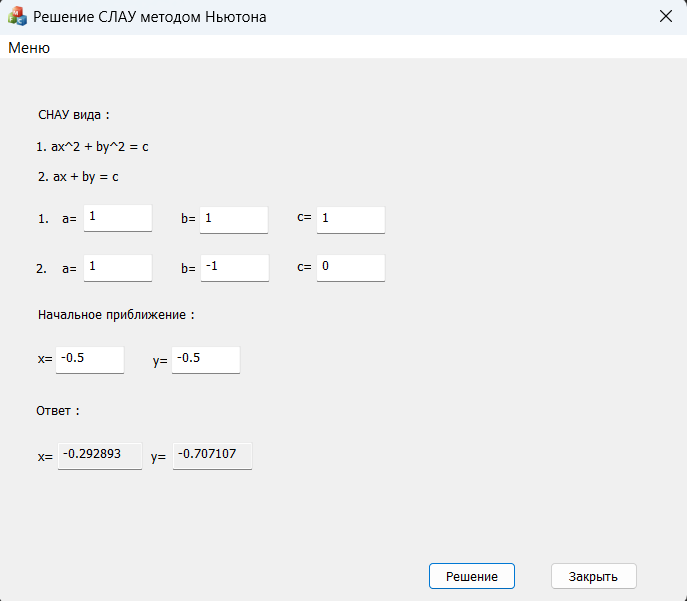 Решение СЛАУ методом Ньютона
Меню
СНАУ вида :
1. ax^2 + by^2 = c
2. ax + by = c
1. a= 1 b= 1 c= 1
2. a= 1 b= -1 c= 0
Начальное приближение :
x= -0.5 y= -0.5
Ответ :
x= -0.292893 y= -0.707107
Решение Закрыть